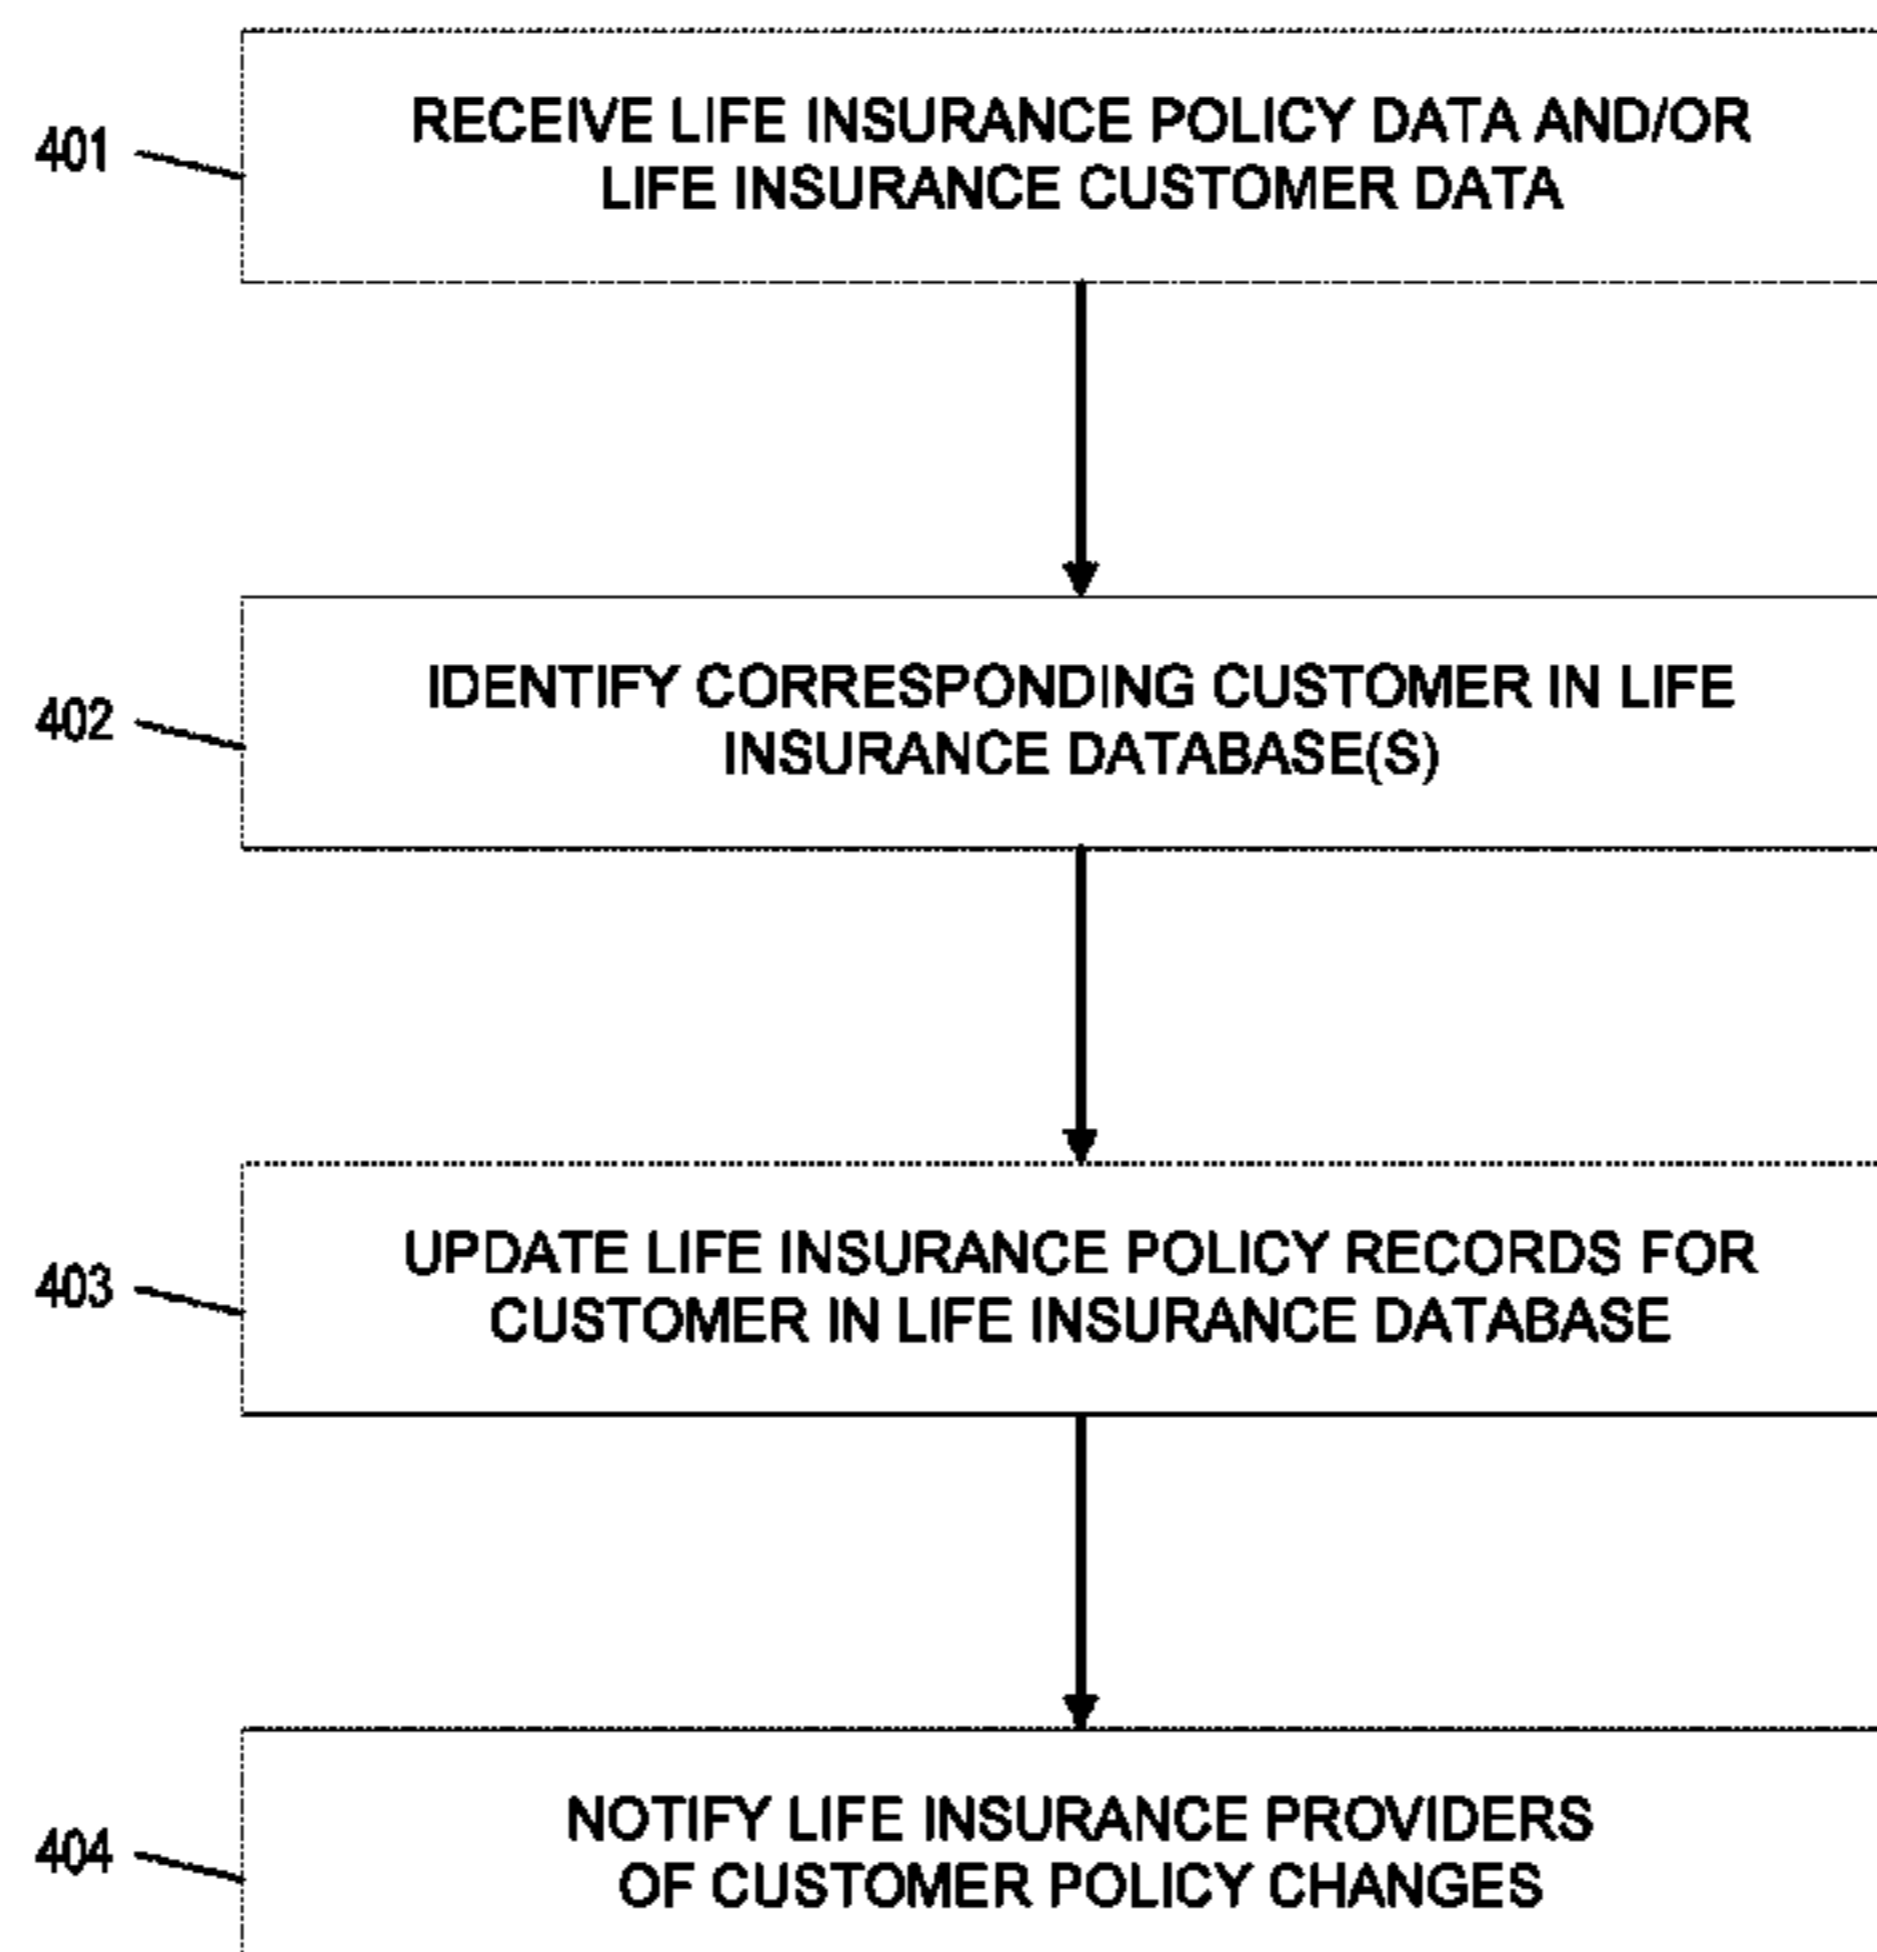 401
RECEIVE LIFE INSURANCE POLICY DATA AND/OR
LIFE INSURANCE CUSTOMER DATA
402
IDENTIFY CORRESPONDING CUSTOMER IN LIFE
INSURANCE DATABASE(S)
403
UPDATE LIFE INSURANCE POLICY RECORDS FOR
CUSTOMER IN LIFE INSURANCE DATABASE
404
NOTIFY LIFE INSURANCE PROVIDERS
OF CUSTOMER POLICY CHANGES